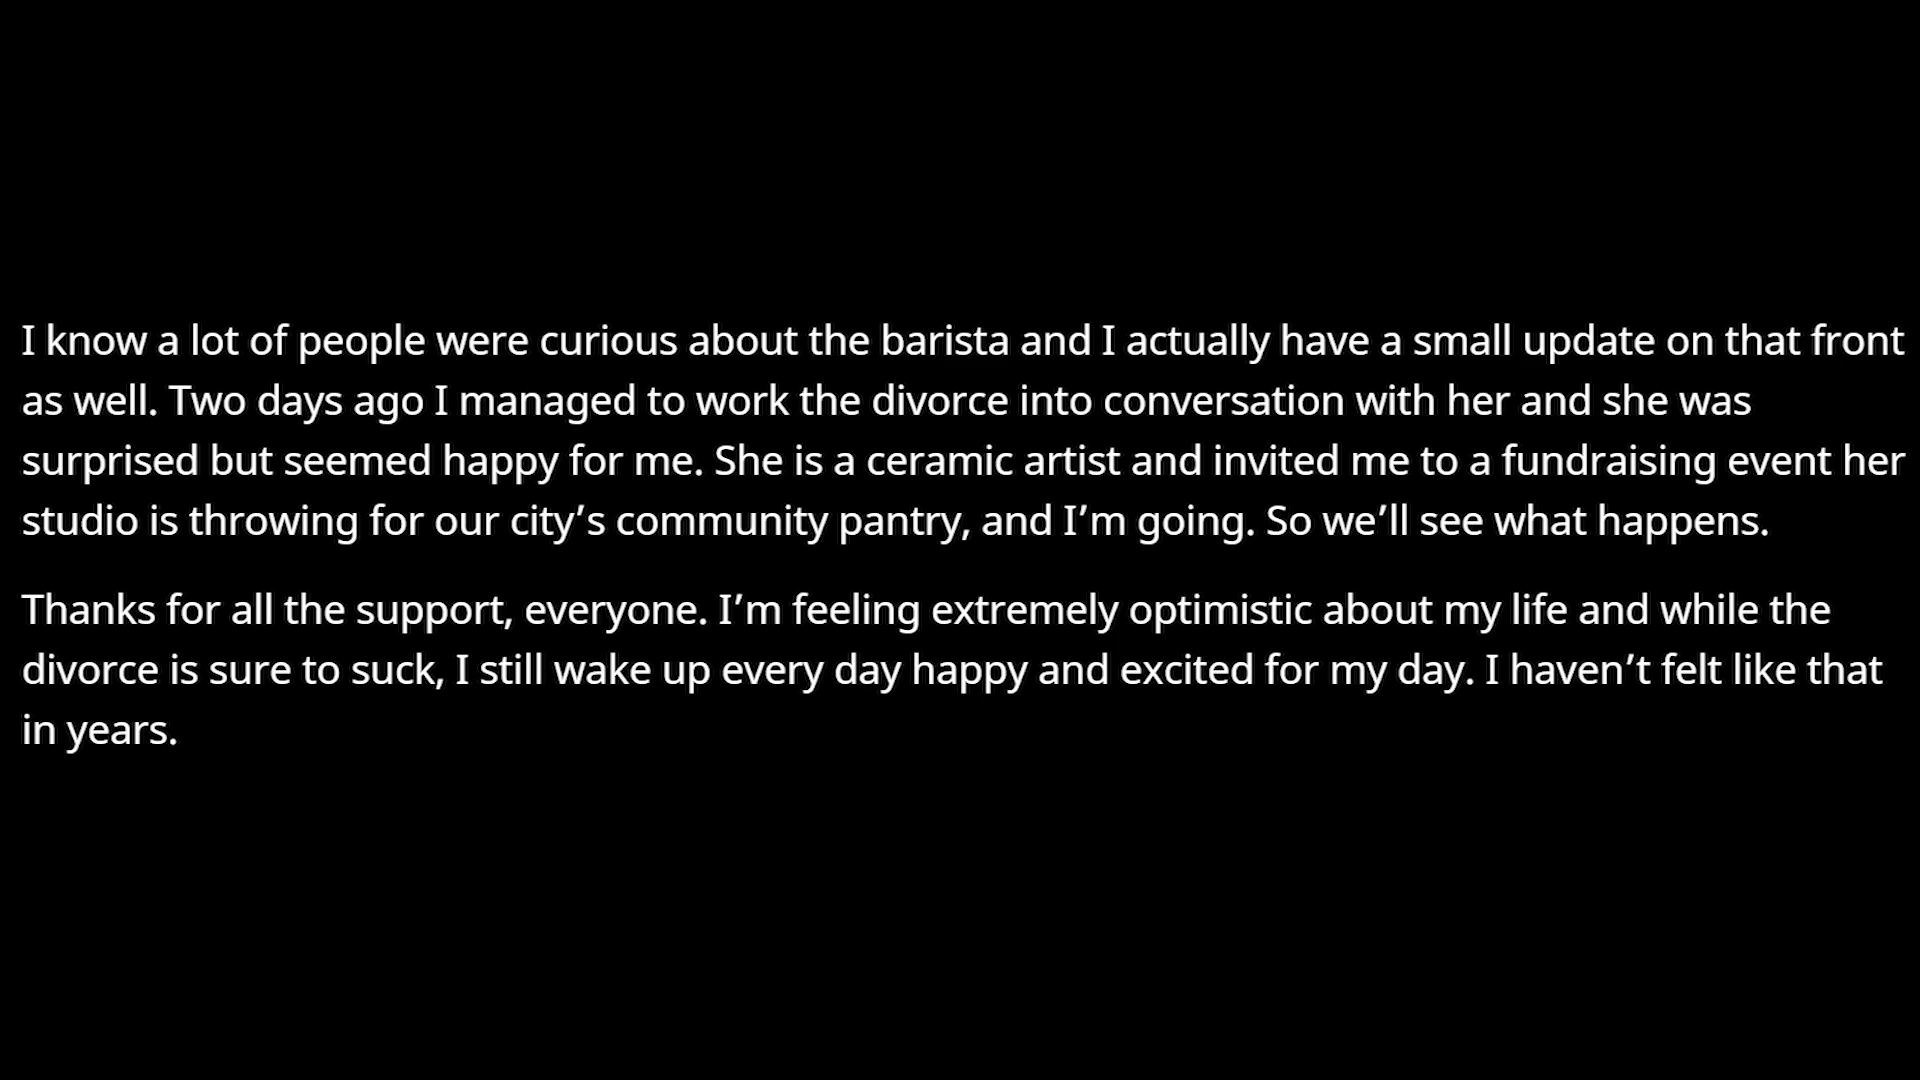 I know a lot of people were curious about the barista and I actually have a small update on that front
as well. Two days ago I managed to work the divorce into conversation with her and she was
surprised but seemed happy for me. She is a ceramic artist and invited me to a fundraising event her
studio is throwing for our city’s community pantry, and I’m going. So we’ll see what happens.
Thanks for all the support, everyone. I’m feeling extremely optimistic about my life and while the
divorce is sure to suck, I still wake up every day happy and excited for my day. I haven’t felt like that
in years.